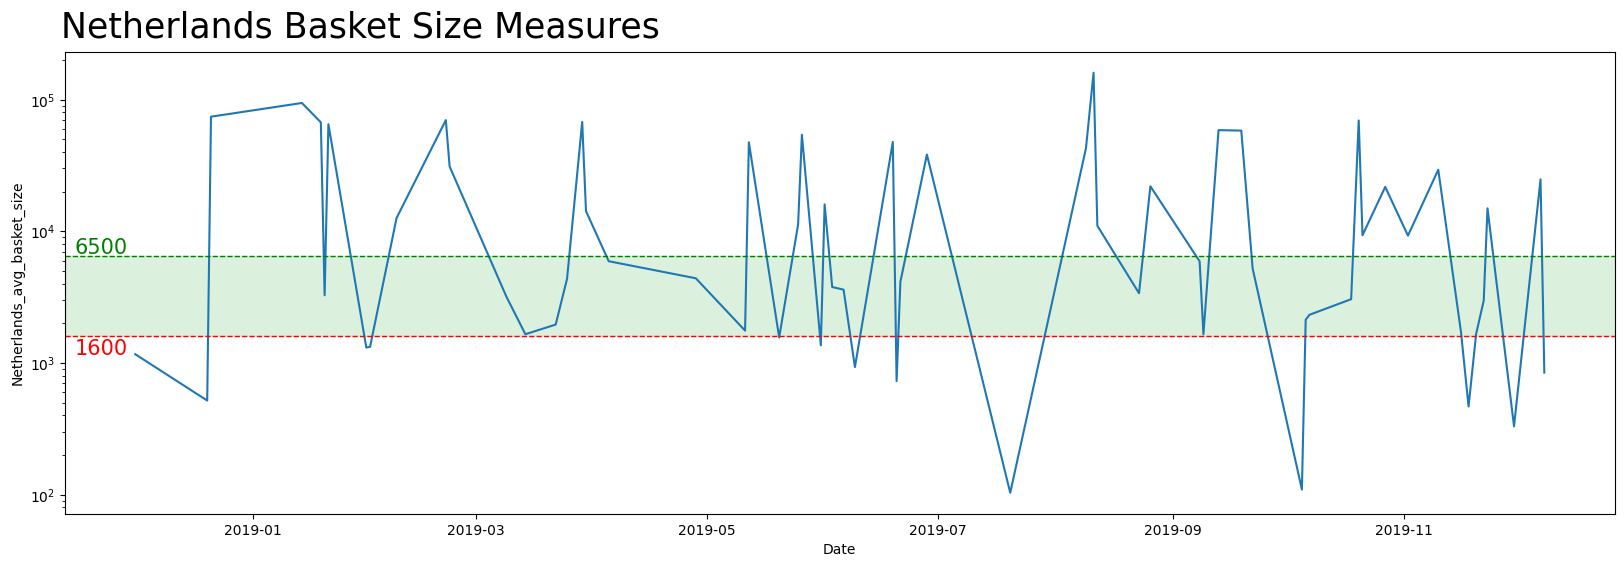 Netherlands Basket Size Measures
Netherlands_avg_basket_size
10⁵
10⁴
6500
1600
10³
10²
2019-01 2019-03 2019-05 2019-07 2019-09 2019-11
Date